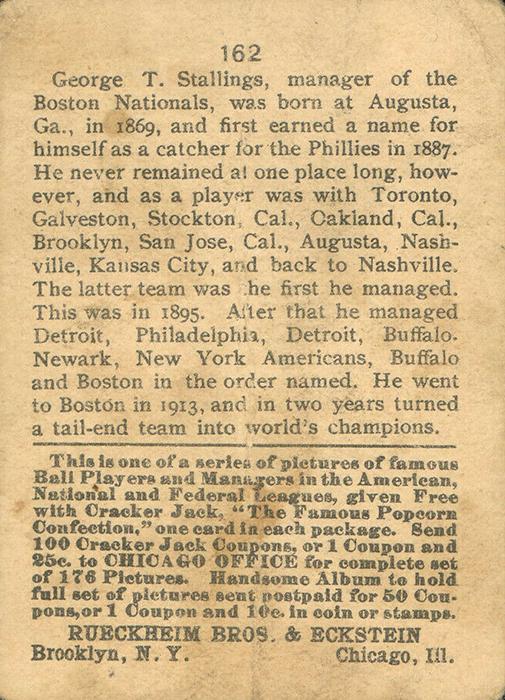 162
George T. Stallings, manager of the
Boston Nationals, was born at Augusta,
Ga., in 1869, and first earned a name for
himself as a catcher for the Phillies in 1887.
He never remained at one place long, how-
ever, and as a player was with Toronto,
Galveston, Stockton, Cal., Oakland, Cal.,
Brooklyn, San Jose, Cal., Augusta, Nash-
ville, Kansas City, and back to Nashville.
The latter team was the first he managed.
This was in 1895. After that he managed
Detroit, Philadelphia, Detroit, Buffalo.
Newark, New York Americans, Buffalo
and Boston in the order named. He went
to Boston in 1913, and in two years turned
a tail-end team into world's champions.
This is one of a series of pictures of famous
Ball Players and Managers in the American,
National and Federal Leagues, given Free
with Cracker Jack, "The Famous Popcorn
Confection," one card in each package. Send
100 Cracker Jack Coupons, or 1 Coupon and
25c. to CHICAGO OFFICE for complete set
of 176 Pictures. Handsome Album to hold
full set of pictures sent postpaid for 50 Cou-
pons, or 1 Coupon and 10c. in coin or stamps.
RUECKHEIM BROS. & ECKSTEIN
Brooklyn, N. Y. Chicago, Ill.